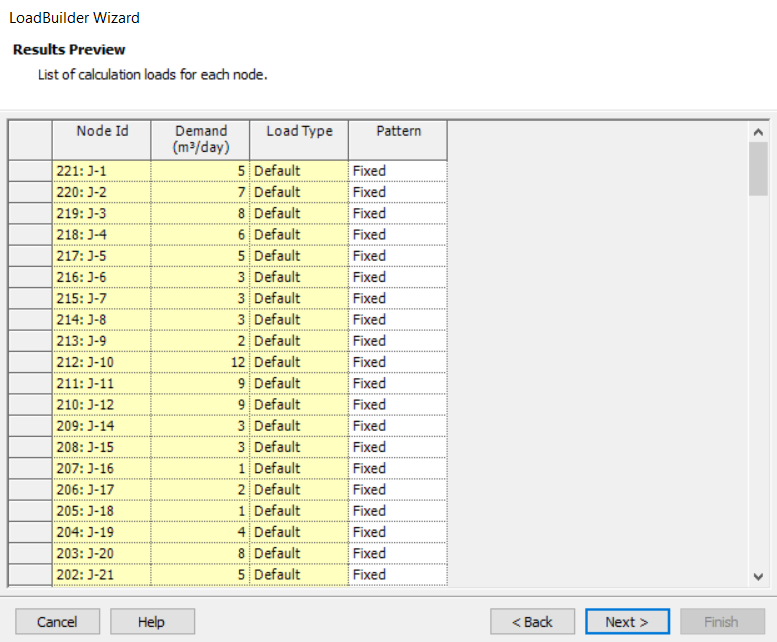 LoadBuilder Wizard
Results Preview
List of calculation loads for each node.
Node Id Demand (m³/day) Load Type Pattern
221: J-1 5 Default Fixed
220: J-2 7 Default Fixed
219: J-3 8 Default Fixed
218: J-4 6 Default Fixed
217: J-5 5 Default Fixed
216: J-6 3 Default Fixed
215: J-7 3 Default Fixed
214: J-8 3 Default Fixed
213: J-9 2 Default Fixed
212: J-10 12 Default Fixed
211: J-11 9 Default Fixed
210: J-12 9 Default Fixed
209: J-14 3 Default Fixed
208: J-15 3 Default Fixed
207: J-16 1 Default Fixed
206: J-17 2 Default Fixed
205: J-18 1 Default Fixed
204: J-19 4 Default Fixed
203: J-20 8 Default Fixed
202: J-21 5 Default Fixed
Cancel Help < Back Next > Finish